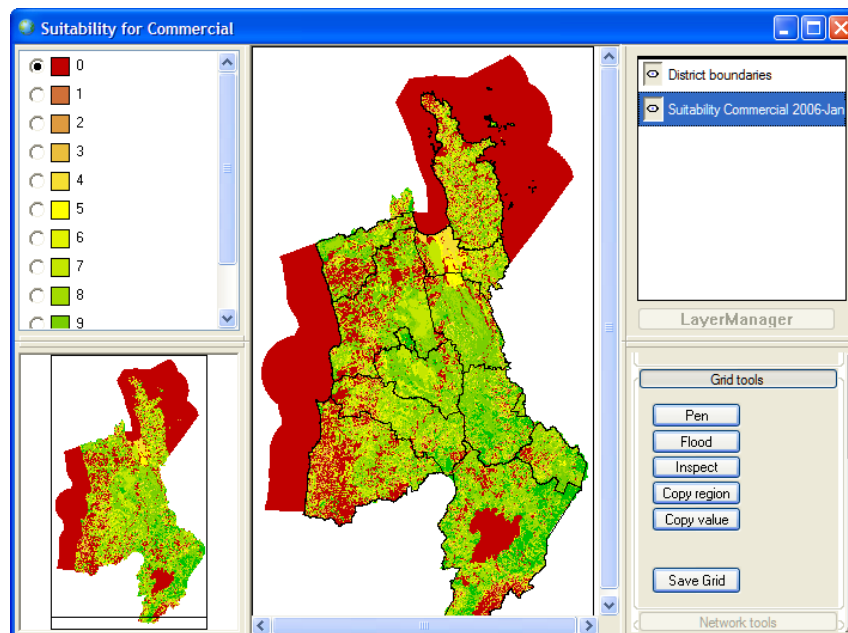 Suitability for Commercial
0
1
2
3
4
5
6
7
8
9
District boundaries
Suitability Commercial 2006-Jan
LayerManager
Grid tools
Pen
Flood
Inspect
Copy region
Copy value
Save Grid
Network tools